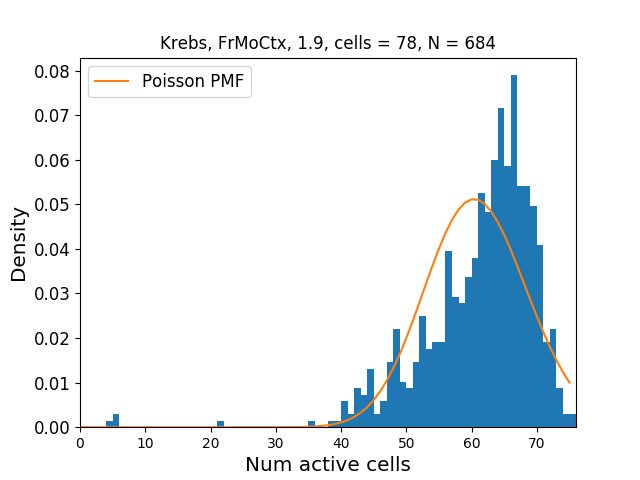 Krebs, FrMoCtx, 1.9, cells = 78, N = 684
Poisson PMF
Density
0.08
0.07
0.06
0.05
0.04
0.03
0.02
0.01
0.00
0 10 20 30 40 50 60 70
Num active cells